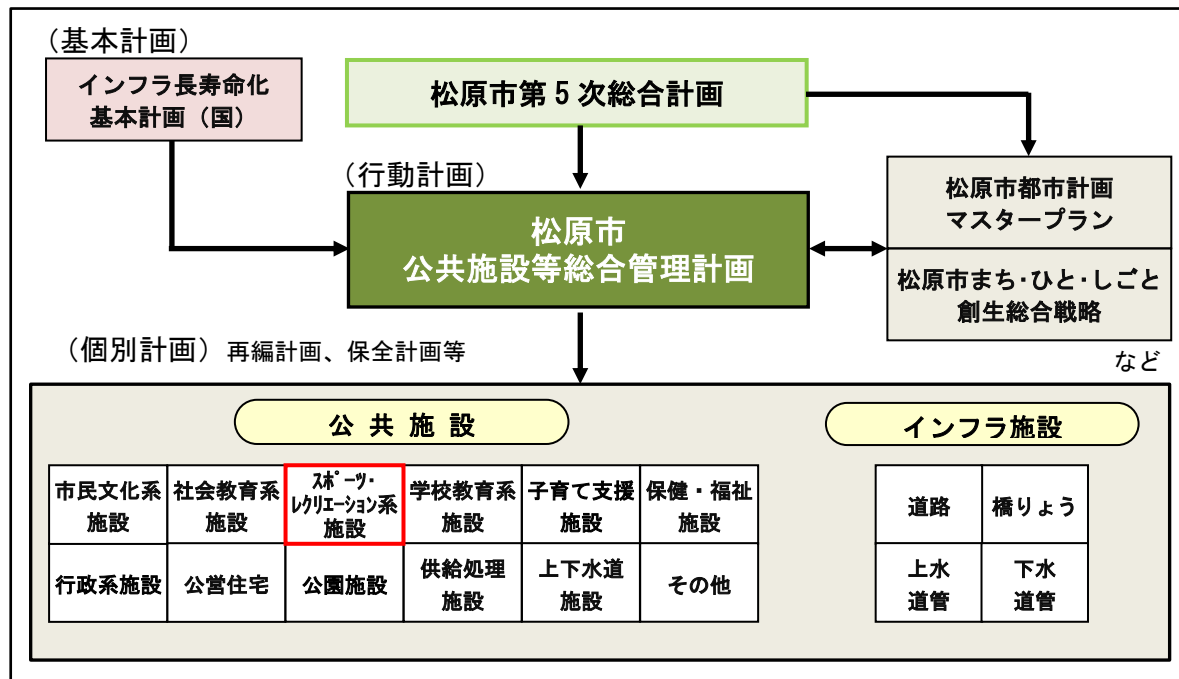 （基本計画）
インフラ長寿命化
基本計画（国）
松原市第５次総合計画
（行動計画）
松原市
公共施設等総合管理計画
松原市都市計画
マスタープラン
松原市まち･ひと･しごと
創生総合戦略
など
（個別計画）再編計画、保全計画等
公 共 施 設
市民文化系
施設
社会教育系
施設
ｽﾎﾟｰﾂ・
ﾚｸﾘｴｰｼｮﾝ系
施設
学校教育系
施設
子育て支援
施設
保健・福祉
施設
行政系施設
公営住宅
公園施設
供給処理
施設
上下水道
施設
その他
インフラ施設
道路
橋りょう
上水
道管
下水
道管